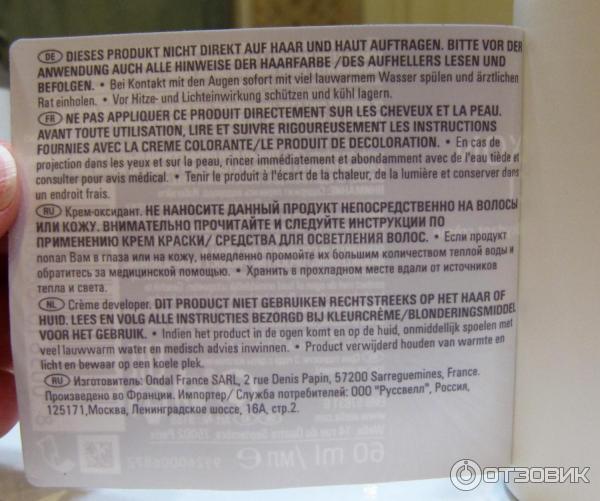 DE DIESES PRODUKT NICHT DIREKT AUF HAAR UND HAUT AUFTRAGEN. BITTE VOR DER
ANWENDUNG AUCH ALLE HINWEISE DER HAARFARBE /DES AUFHELLERS LESEN UND
BEFOLGEN. • Bei Kontakt mit den Augen sofort mit viel lauwarmem Wasser spülen und ärztlichen
Rat einholen. • Vor Hitze- und Lichteinwirkung schützen und kühl lagern.
FR NE PAS APPLIQUER CE PRODUIT DIRECTEMENT SUR LES CHEVEUX ET LA PEAU.
AVANT TOUTE UTILISATION, LIRE ET SUIVRE RIGOUREUSEMENT LES INSTRUCTIONS
FOURNIES AVEC LA CREME COLORANTE/LE PRODUIT DE DECOLORATION. • En cas de
projection dans les yeux et sur la peau, rincer immédiatement et abondamment avec de l'eau tiède et
consulter pour avis médical. • Tenir le produit à l'écart de la chaleur, de la lumière et conserver dans
un endroit frais.
RU Крем-оксидант. НЕ НАНОСИТЕ ДАННЫЙ ПРОДУКТ НЕПОСРЕДСТВЕННО НА ВОЛОСЫ
ИЛИ КОЖУ. ВНИМАТЕЛЬНО ПРОЧИТАЙТЕ И СЛЕДУЙТЕ ИНСТРУКЦИИ ПО
ПРИМЕНЕНИЮ КРЕМ КРАСКИ/ СРЕДСТВА ДЛЯ ОСВЕТЛЕНИЯ ВОЛОС. • Если продукт
попал Вам в глаза или на кожу, немедленно промойте их большим количеством теплой воды и
обратитесь за медицинской помощью. • Хранить в прохладном месте вдали от источников
тепла и света.
NL Crème developer. DIT PRODUCT NIET GEBRUIKEN RECHTSTREEKS OP HET HAAR OF
HUID. LEES EN VOLG ALLE INSTRUCTIES BEZORGD BIJ KLEURCRÈME/BLONDERINGSMIDDEL
VOOR HET GEBRUIK. • Indien het product in de ogen komt en op de huid, onmiddellijk spoelen met
veel lauwwarm water en medisch advies inwinnen. • Product verwijderd houden van warmte en
licht en bewaar op een koele plek.
RU Изготовитель: Ondal France SARL, 2 rue Denis Papin, 57200 Sarreguemines, France.
Произведено во Франции. Импортер/ Служба потребителей: ООО "Руссвелл", Россия,
125171,Москва, Ленинградское шоссе, 16А, стр.2.
60 ml/мл e
99260006872
ОТЗОВИК